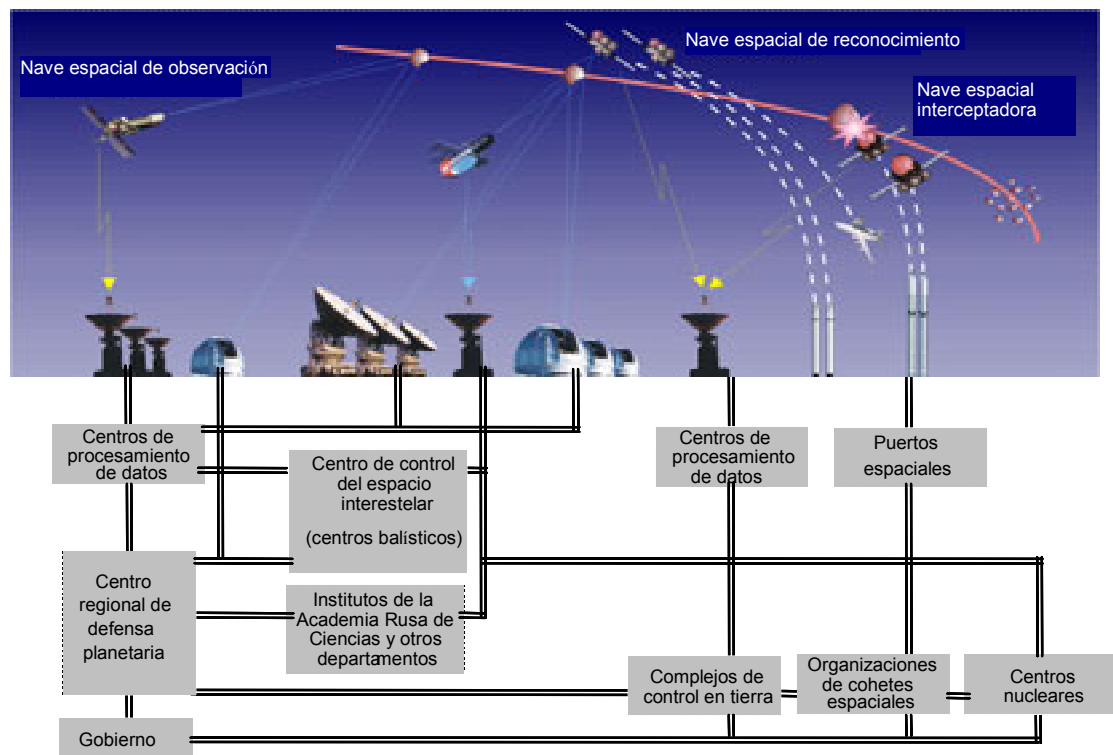 Nave espacial de observación
Nave espacial de reconocimiento
Nave espacial
interceptadora
Centros de
procesamiento
de datos
Centro de control
del espacio
interestelar
(centros balísticos)
Centros de
procesamiento
de datos
Puertos
espaciales
Centro
regional de
defensa
planetaria
Institutos de la
Academia Rusa de
Ciencias y otros
departamentos
Complejos de
control en tierra
Organizaciones
de cohetes
espaciales
Centros
nucleares
Gobierno